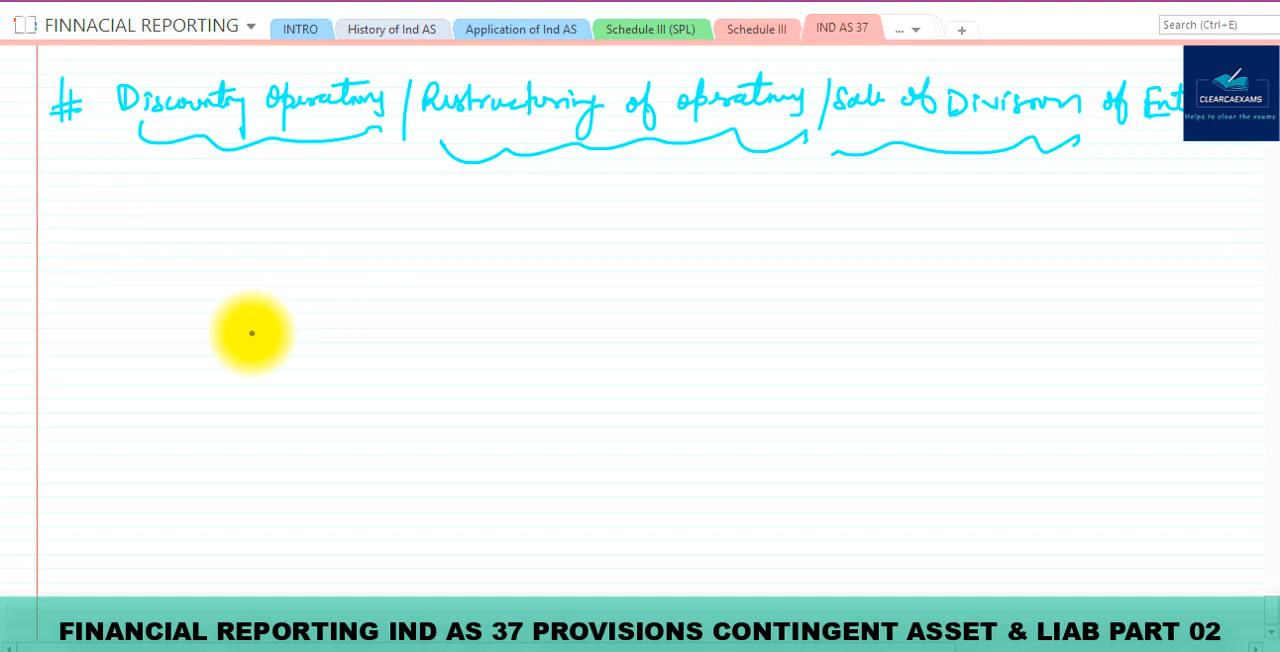 FINNACIAL REPORTING
INTRO
History of Ind AS
Application of Ind AS
Schedule III (SPL)
Schedule III
IND AS 37
...
+
Search (Ctrl+E)
# Discounty Operations / Restructuring of operations / Sale of Division of Ent
CLEARCAEXAMS
Helps to clear the exams
FINANCIAL REPORTING IND AS 37 PROVISIONS CONTINGENT ASSET & LIAB PART 02